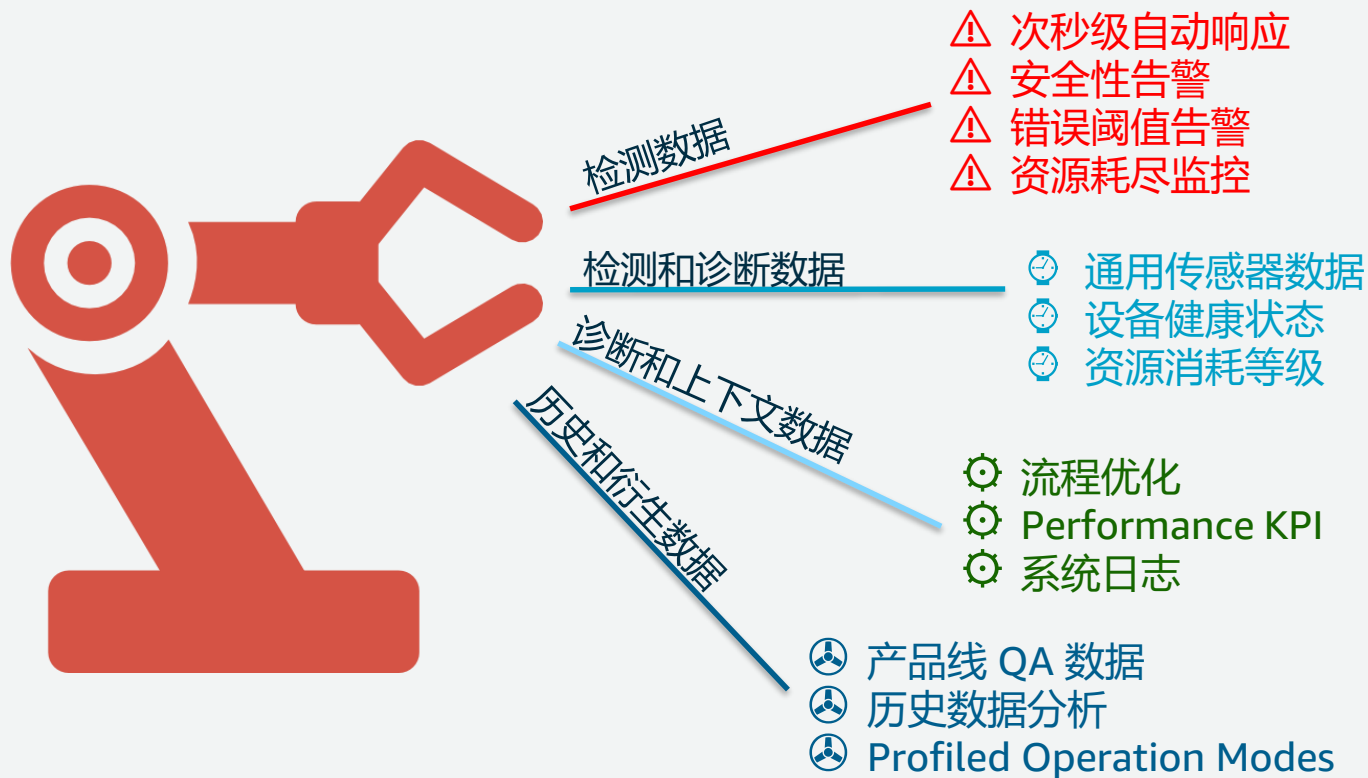 次秒级自动响应
安全性告警
错误阈值告警
资源耗尽监控
检测数据
检测和诊断数据
通用传感器数据
设备健康状态
资源消耗等级
诊断和上下文数据
流程优化
Performance KPI
系统日志
历史和衍生数据
产品线 QA 数据
历史数据分析
Profiled Operation Modes